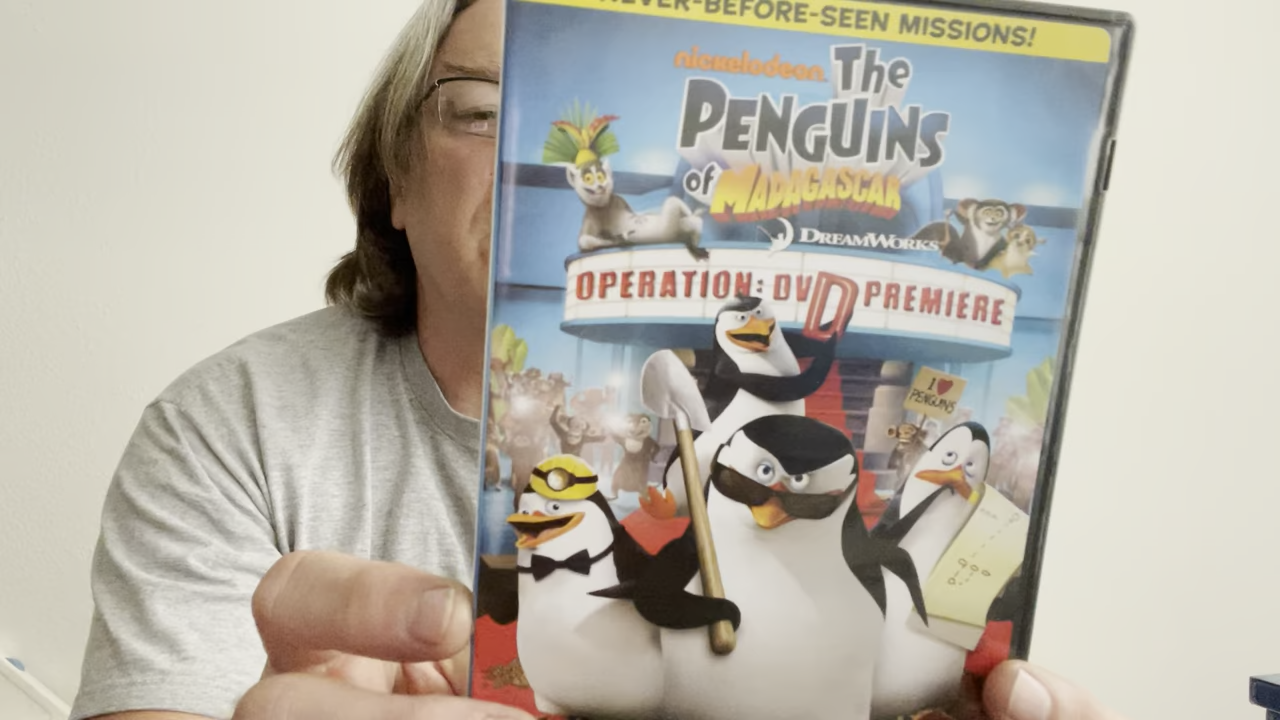 NEVER-BEFORE-SEEN MISSIONS!
nickelodeon
The
PENGUINS
of MADAGASCAR
DREAMWORKS
OPERATION: DVD PREMIERE
I ♥
PENGUINS